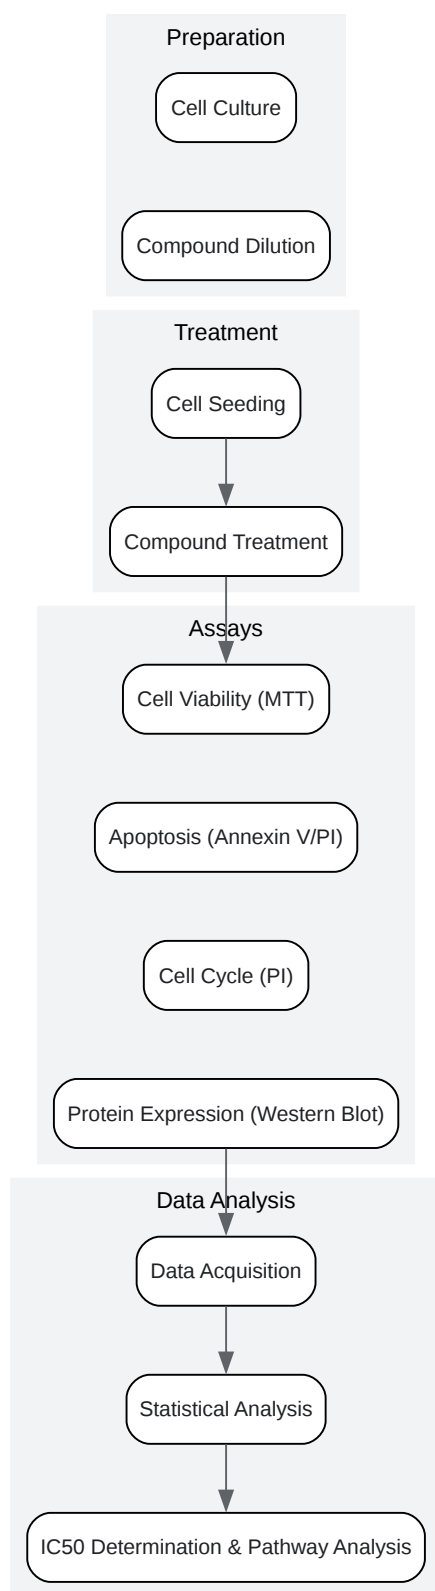 Preparation
Cell Culture
Compound Dilution
Treatment
Cell Seeding
Compound Treatment
Assays
Cell Viability (MTT)
Apoptosis (Annexin V/PI)
Cell Cycle (PI)
Protein Expression (Western Blot)
Data Analysis
Data Acquisition
Statistical Analysis
IC50 Determination & Pathway Analysis